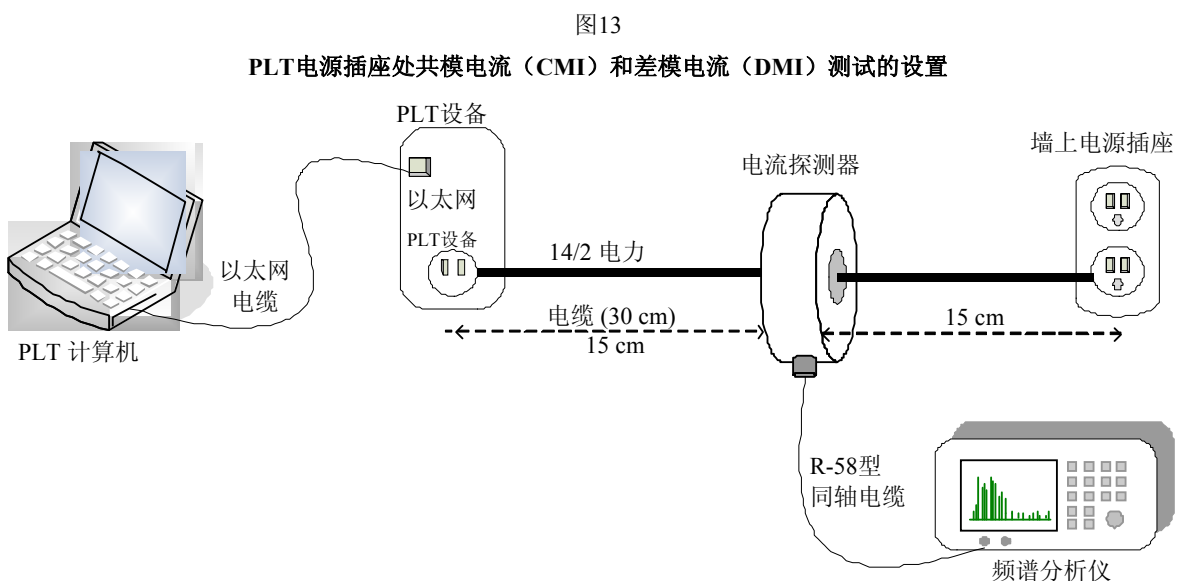 图13
PLT电源插座处共模电流（CMI）和差模电流（DMI）测试的设置
PLT设备
墙上电源插座
电流探测器
以太网
PLT设备
14/2 电力
以太网
电缆
电缆 (30 cm)
15 cm
15 cm
PLT 计算机
R-58型
同轴电缆
频谱分析仪